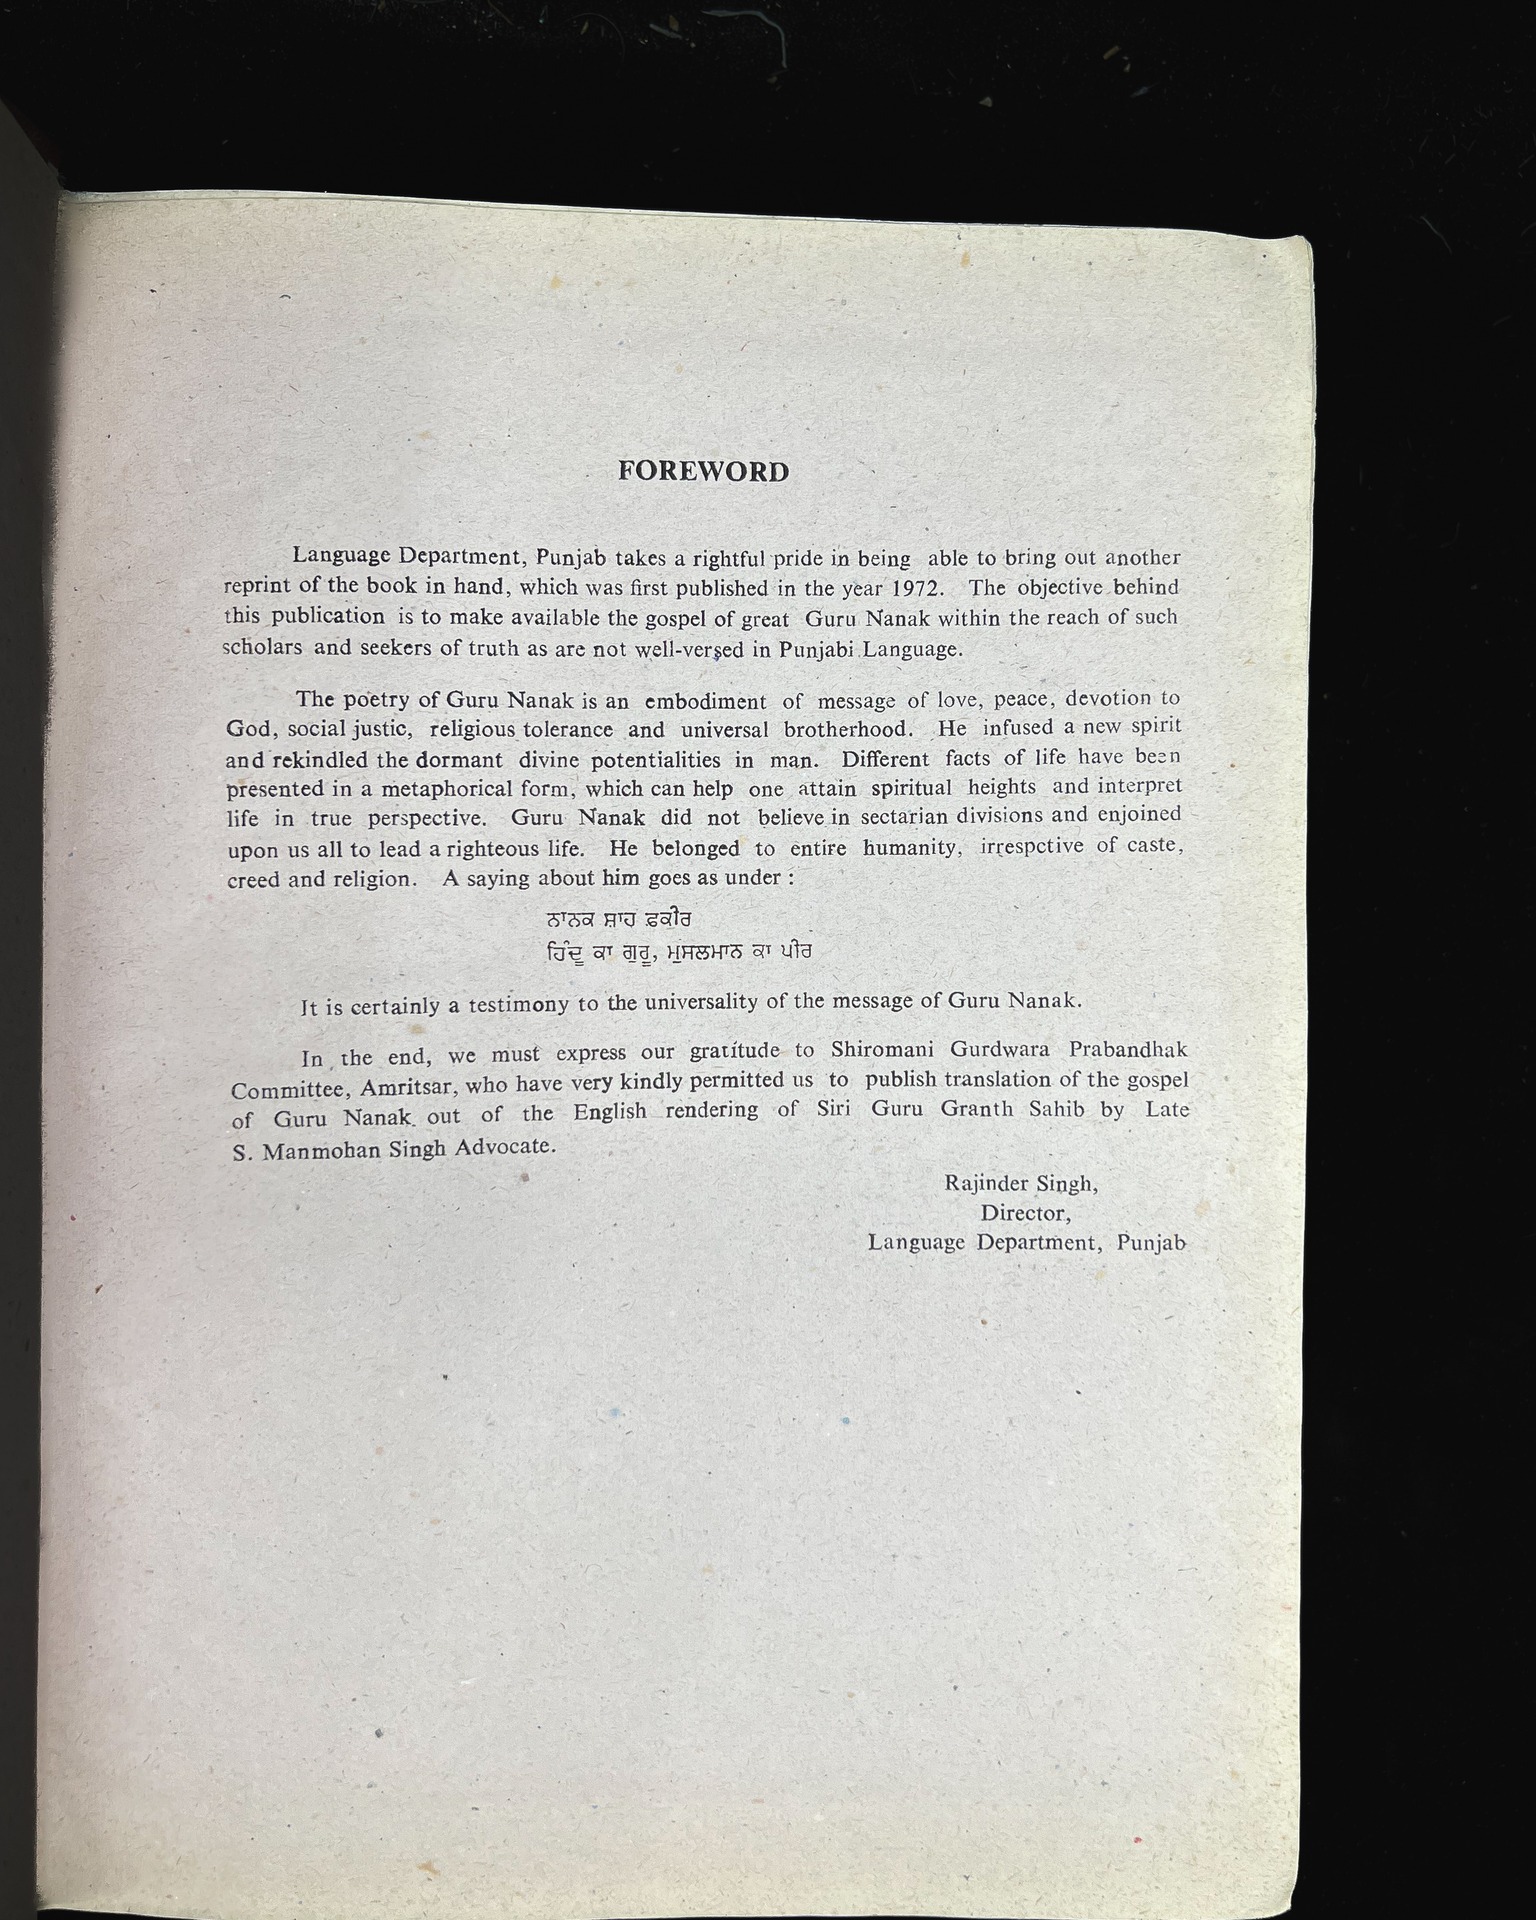 FOREWORD
Language Department, Punjab takes a rightful pride in being able to bring out another
reprint of the book in hand, which was first published in the year 1972. The objective behind
this publication is to make available the gospel of great Guru Nanak within the reach of such
scholars and seekers of truth as are not well-versed in Punjabi Language.
The poetry of Guru Nanak is an embodiment of message of love, peace, devotion to
God, social justic, religious tolerance and universal brotherhood. He infused a new spirit
and rekindled the dormant divine potentialities in man. Different facts of life have been
presented in a metaphorical form, which can help one attain spiritual heights and interpret
life in true perspective. Guru Nanak did not believe in sectarian divisions and enjoined
upon us all to lead a righteous life. He belonged to entire humanity, irrespctive of caste,
creed and religion. A saying about him goes as under :
ਨਾਨਕ ਸ਼ਾਹ ਫ਼ਕੀਰ
ਹਿੰਦੂ ਕਾ ਗੁਰੂ, ਮੁਸਲਮਾਨ ਕਾ ਪੀਰ
It is certainly a testimony to the universality of the message of Guru Nanak.
In the end, we must express our gratitude to Shiromani Gurdwara Prabandhak
Committee, Amritsar, who have very kindly permitted us to publish translation of the gospel
of Guru Nanak out of the English rendering of Siri Guru Granth Sahib by Late
S. Manmohan Singh Advocate.
Rajinder Singh,
Director,
Language Department, Punjab